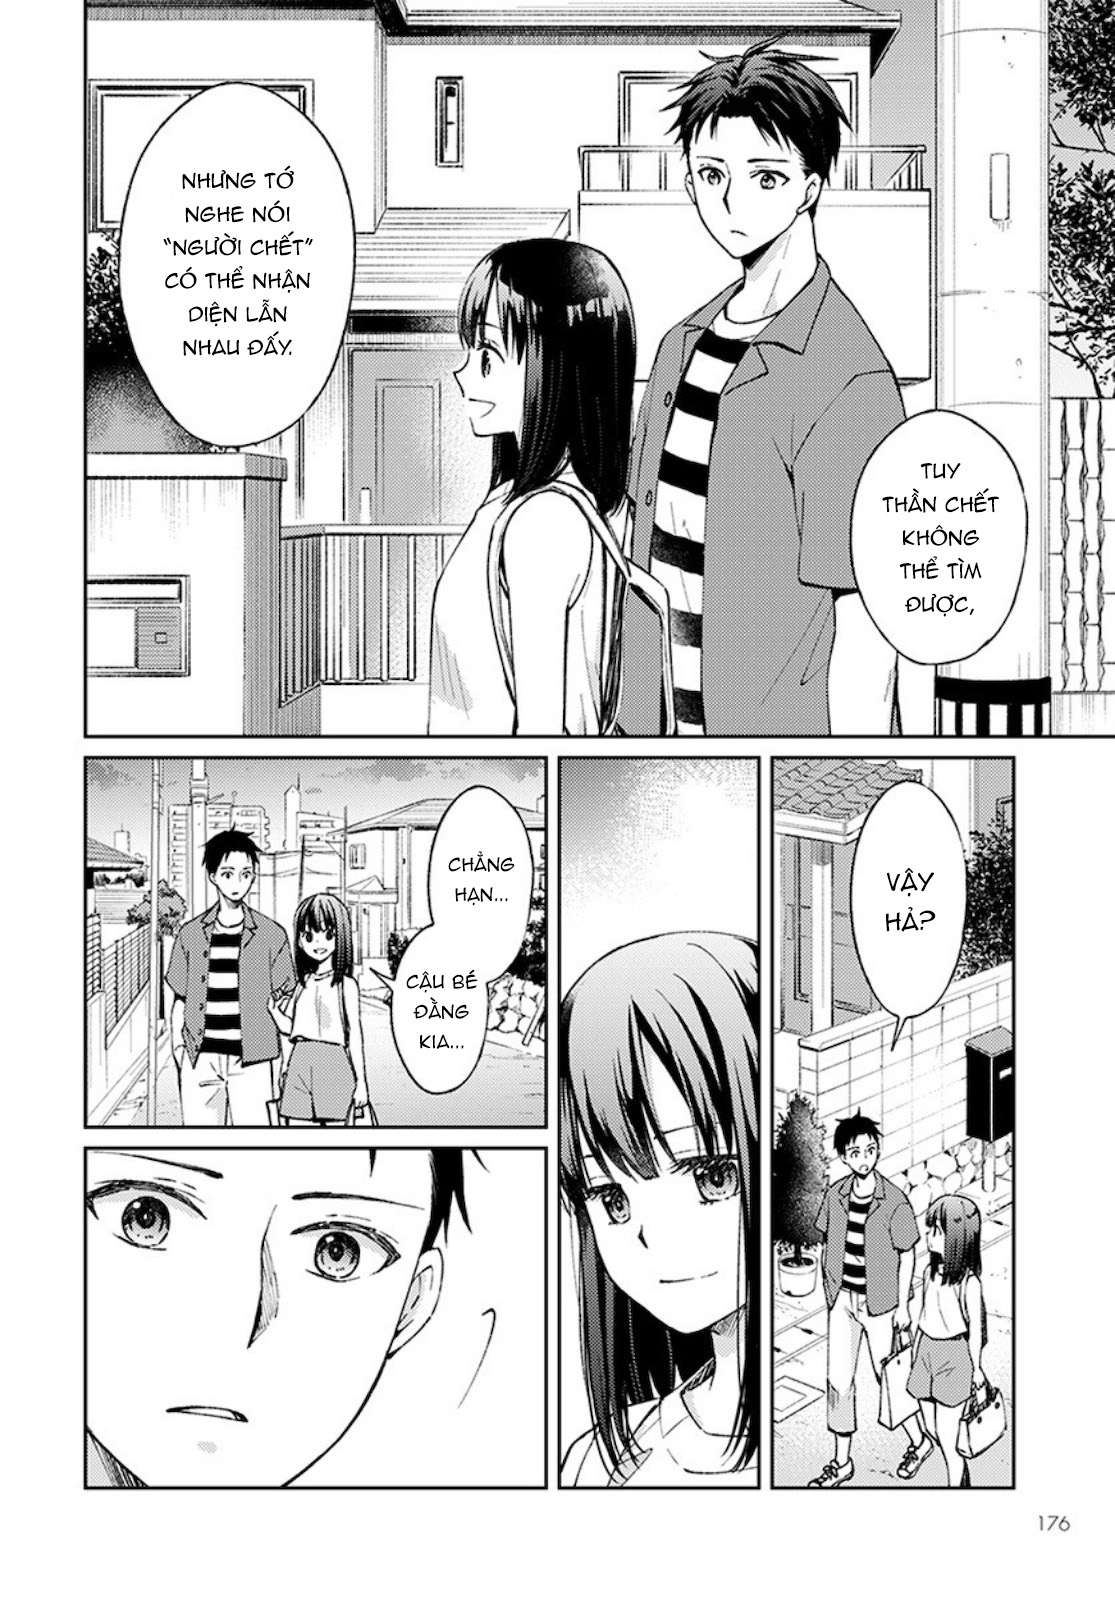 TUY
THẦN CHẾT
KHÔNG
THỂ TÌM
ĐƯỢC,
NHƯNG TỚ
NGHE NÓI
“NGƯỜI CHẾT”
CÓ THỂ NHẬN
DIỆN LẪN
NHAU ĐẤY.
VẬY
HẢ?
CHẲNG
HẠN...
CẬU BÉ
ĐẰNG
KIA...
176